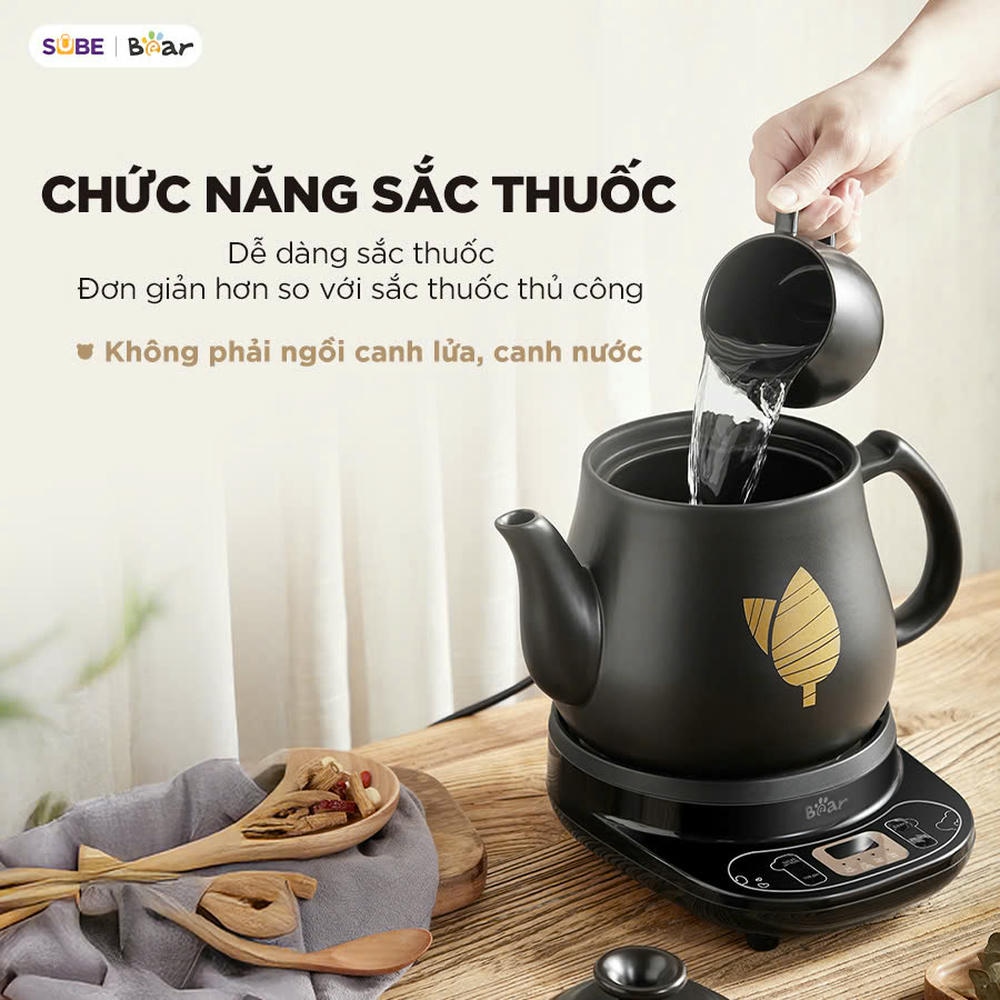 SUBE | Bear
CHỨC NĂNG SẮC THUỐC
Dễ dàng sắc thuốc
Đơn giản hơn so với sắc thuốc thủ công
Không phải ngồi canh lửa, canh nước
Bear